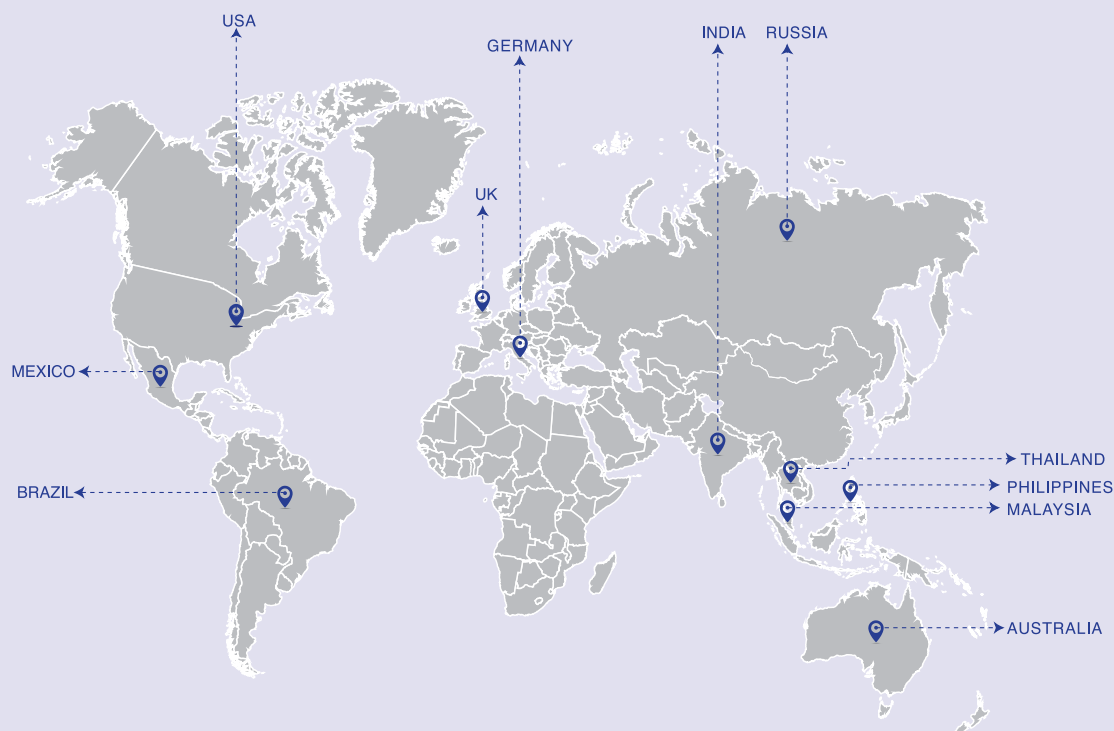 USA
INDIA
RUSSIA
GERMANY
UK
MEXICO
THAILAND
PHILIPPINES
BRAZIL
MALAYSIA
AUSTRALIA